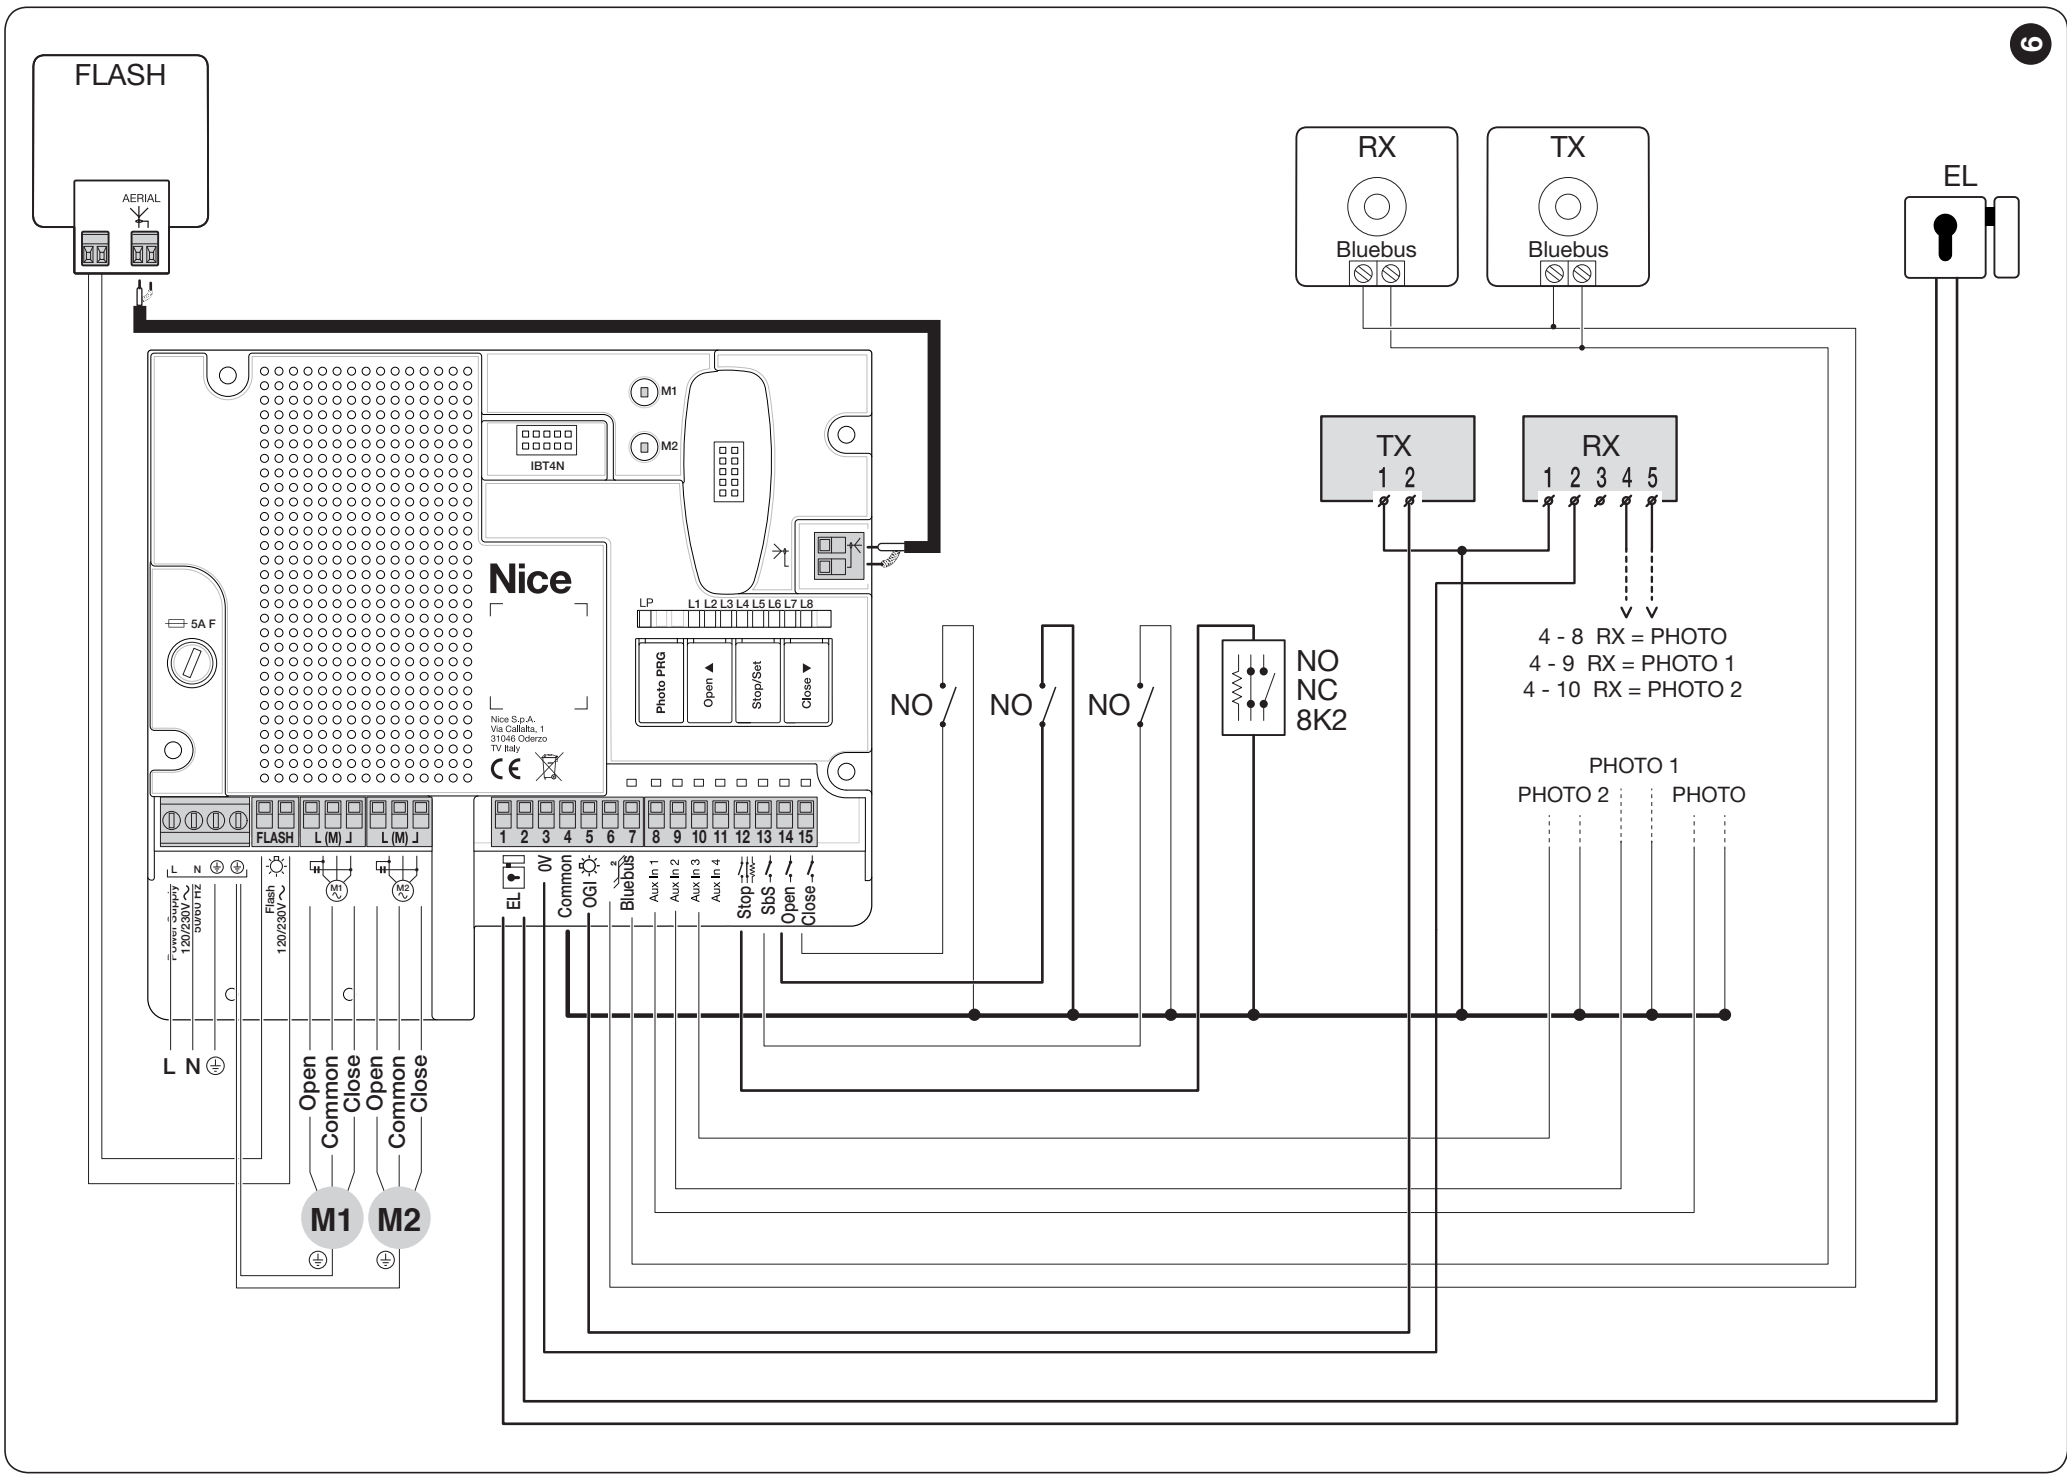 6
FLASH
AERIAL
RX
Bluebus
TX
Bluebus
EL
M1
M2
IBT4N
TX
1 2
RX
1 2 3 4 5
4 - 8 RX = PHOTO
4 - 9 RX = PHOTO 1
4 - 10 RX = PHOTO 2
PHOTO 1
PHOTO 2
PHOTO
5A F
Nice
LP
L1 L2 L3 L4 L5 L6 L7 L8
Photo PRG
Open ▲
Stop/Set
Close ▼
Nice S.p.A.
Via Callalta, 1
31046 Oderzo
TV Italy
CE
NO
NO
NO
NO
NC
8K2
FLASH
L (M) L
L (M) L
1 2 3 4 5 6 7 8 9 10 11 12 13 14 15
L N
Power Supply
120/230V ~
50/60 Hz
Flash
120/230V ~
M1
M2
EL
0V
Common
OGI
2
Bluebus
Aux In 1
Aux In 2
Aux In 3
Aux In 4
Stop
SbS
Open
Close
L N
Open
Common
Close
Open
Common
Close
M1
M2